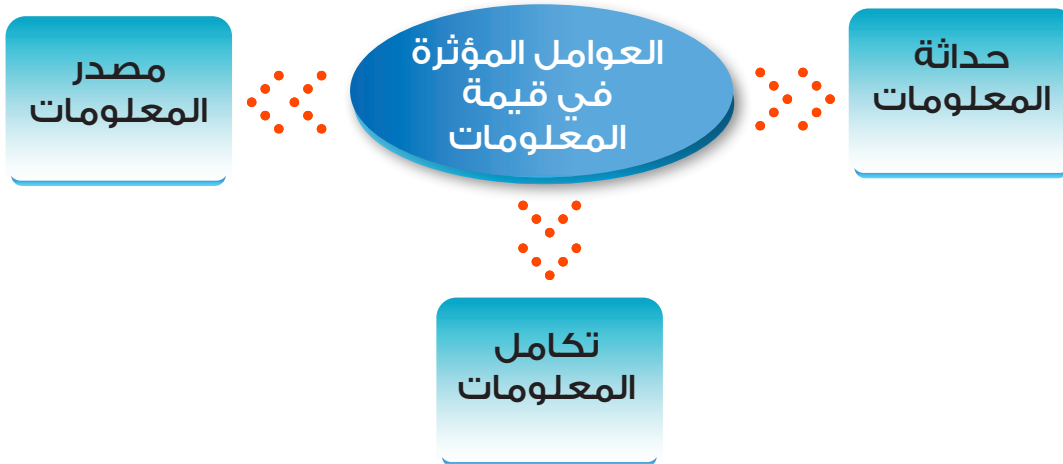 العوامل المؤثرة
في قيمة
المعلومات
حداثة
المعلومات
مصدر
المعلومات
تكامل
المعلومات